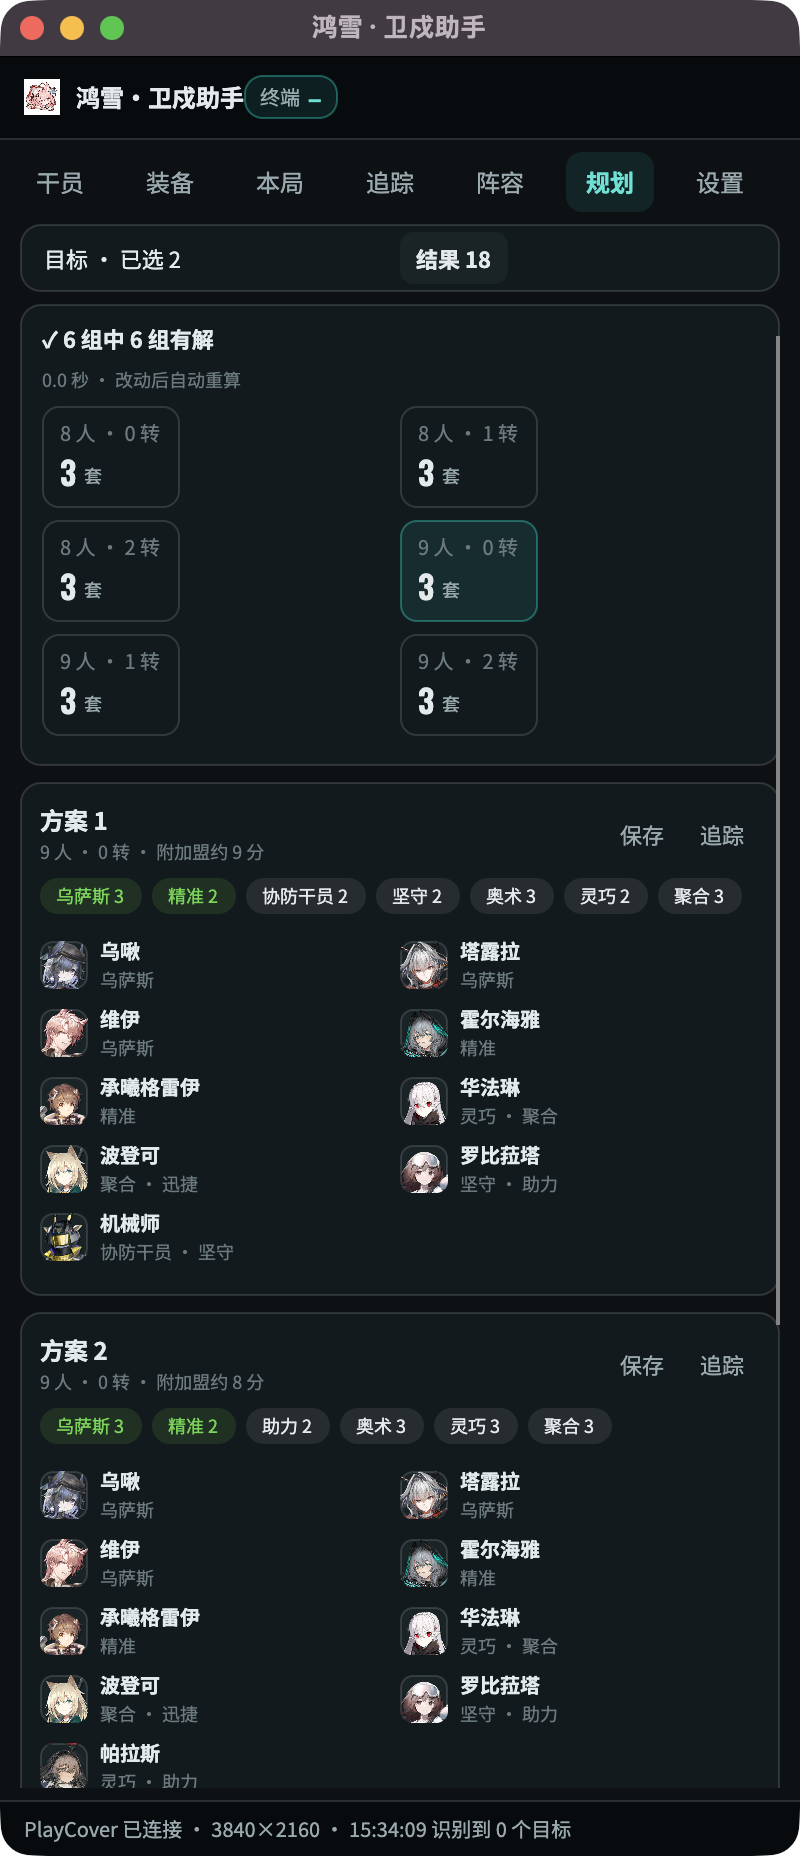 鸿雪 · 卫戍助手
鸿雪 · 卫戍助手 终端 –
干员 装备 本局 追踪 阵容 规划 设置
目标 · 已选 2 结果 18
✓ 6 组中 6 组有解
0.0 秒 · 改动后自动重算
8 人 · 0 转 8 人 · 1 转
3 套 3 套
8 人 · 2 转 9 人 · 0 转
3 套 3 套
9 人 · 1 转 9 人 · 2 转
3 套 3 套
方案 1
9 人 · 0 转 · 附加盟约 9 分
保存 追踪
乌萨斯 3 精准 2 协防干员 2 坚守 2 奥术 3 灵巧 2 聚合 3
乌啾 塔露拉
乌萨斯 乌萨斯
维伊 霍尔海雅
乌萨斯 精准
承曦格雷伊 华法琳
精准 灵巧 · 聚合
波登可 罗比菈塔
聚合 · 迅捷 坚守 · 助力
机械师
协防干员 · 坚守
方案 2
9 人 · 0 转 · 附加盟约 8 分
保存 追踪
乌萨斯 3 精准 2 助力 2 奥术 3 灵巧 3 聚合 3
乌啾 塔露拉
乌萨斯 乌萨斯
维伊 霍尔海雅
乌萨斯 精准
承曦格雷伊 华法琳
精准 灵巧 · 聚合
波登可 罗比菈塔
聚合 · 迅捷 坚守 · 助力
帕拉斯
灵巧 · 助力
PlayCover 已连接 · 3840×2160 · 15:34:09 识别到 0 个目标